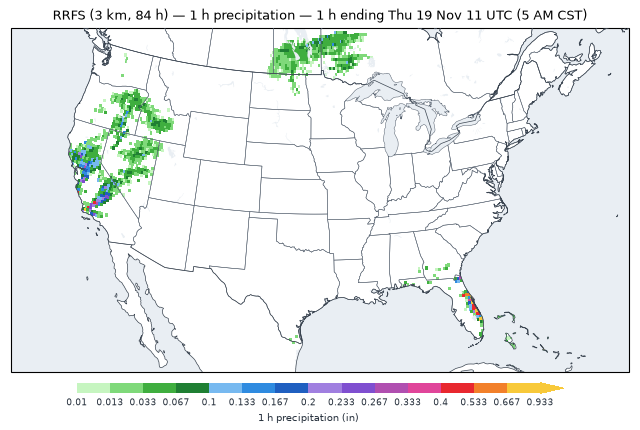 RRFS (3 km, 84 h) — 1 h precipitation — 1 h ending Thu 19 Nov 11 UTC (5 AM CST)
0.01 0.013 0.033 0.067 0.1 0.133 0.167 0.2 0.233 0.267 0.333 0.4 0.533 0.667 0.933
1 h precipitation (in)